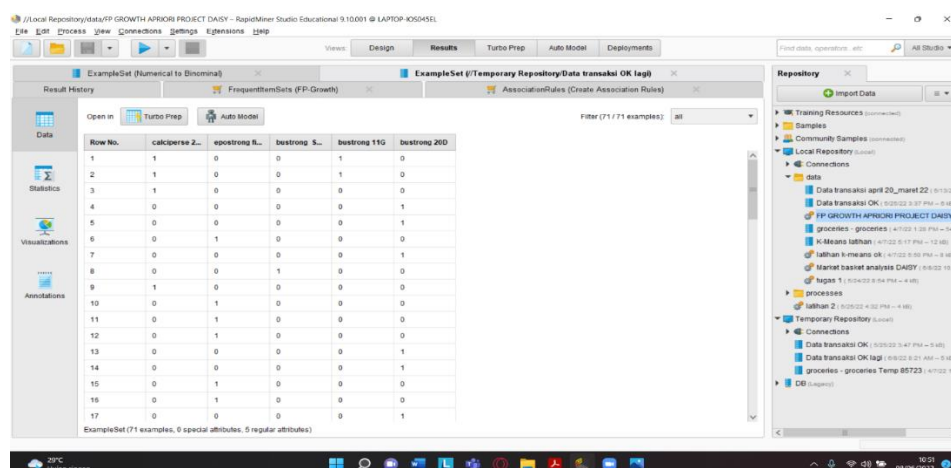 //Local Repository/data/FP GROWTH APRIORI PROJECT DAISY – RapidMiner Studio Educational 9.10.001 @ LAPTOP-IOS045EL
File Edit Process View Connections Settings Extensions Help
Views: Design Results Turbo Prep Auto Model Deployments
Find data, operators...etc All Studio
ExampleSet (Numerical to Binominal) ExampleSet (//Temporary Repository/Data transaksi OK lagi)
Result History FrequentItemSets (FP-Growth) AssociationRules (Create Association Rules)
Open in Turbo Prep Auto Model Filter (71 / 71 examples): all
Data
Statistics
Visualizations
Annotations
Row No. calciperse 2... epostrong fi... bustrong S... bustrong 11G bustrong 20D
1 1 0 0 1 0
2 1 0 0 1 0
3 1 0 0 0 0
4 0 0 0 0 1
5 0 0 0 0 1
6 0 1 0 0 0
7 0 0 0 0 1
8 0 0 1 0 0
9 1 0 0 0 0
10 0 1 0 0 0
11 0 1 0 0 0
12 0 1 0 0 0
13 0 0 0 0 1
14 0 0 0 0 1
15 0 1 0 0 0
16 0 1 0 0 0
17 0 0 0 0 1
ExampleSet (71 examples, 0 special attributes, 5 regular attributes)
Repository
Import Data
Training Resources (connected)
Samples
Community Samples (connected)
Local Repository (Local)
Connections
data
Data transaksi april 20_maret 22
Data transaksi OK
FP GROWTH APRIORI PROJECT DAISY
groceries - groceries
K-Means latihan
latihan k-means ok
Market basket analysis DAISY
tugas 1
processes
latihan 2
Temporary Repository (Local)
Connections
Data transaksi OK
Data transaksi OK lagi
groceries - groceries Temp 85723
DB (Legacy)
29°C
10:51